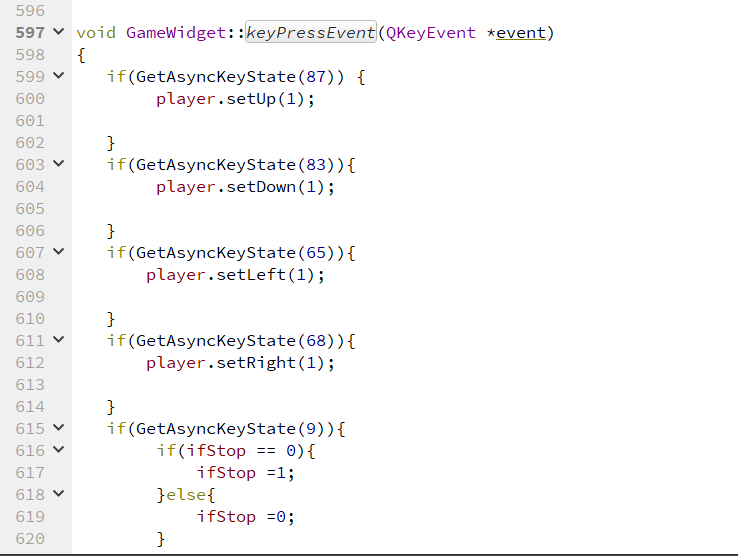 596
597 void GameWidget::keyPressEvent(QKeyEvent *event)
598 {
599 if(GetAsyncKeyState(87)) {
600 player.setUp(1);
601
602 }
603 if(GetAsyncKeyState(83)){
604 player.setDown(1);
605
606 }
607 if(GetAsyncKeyState(65)){
608 player.setLeft(1);
609
610 }
611 if(GetAsyncKeyState(68)){
612 player.setRight(1);
613
614 }
615 if(GetAsyncKeyState(9)){
616 if(ifStop == 0){
617 ifStop =1;
618 }else{
619 ifStop =0;
620 }